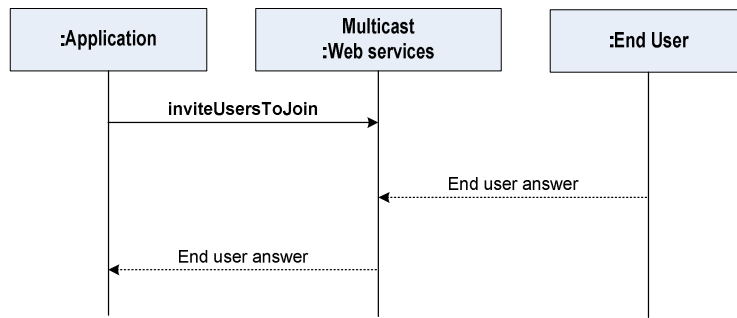 :Application
Multicast
:Web services
:End User
inviteUsersToJoin
End user answer
End user answer